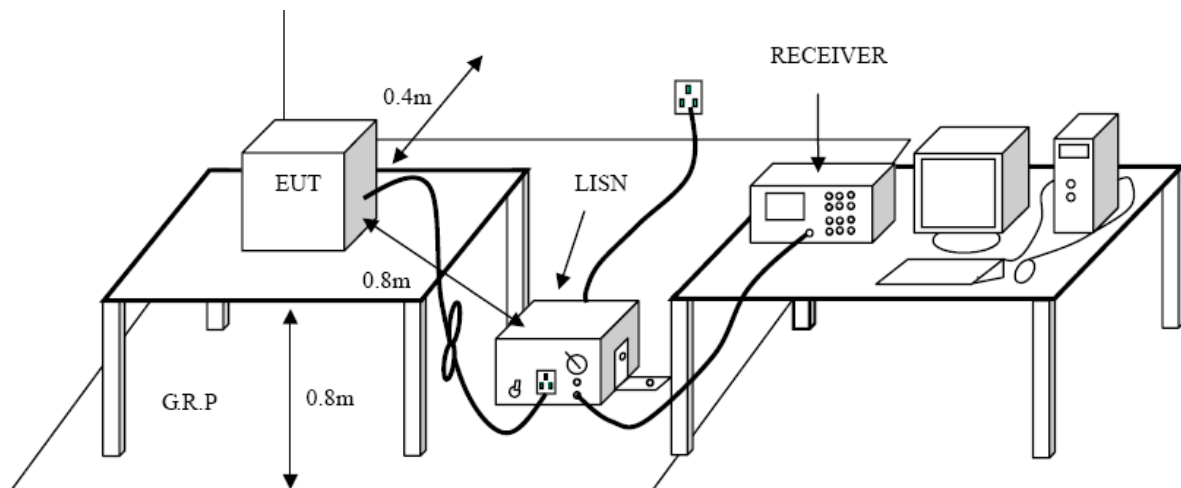 RECEIVER
0.4m
EUT
LISN
0.8m
G.R.P
0.8m